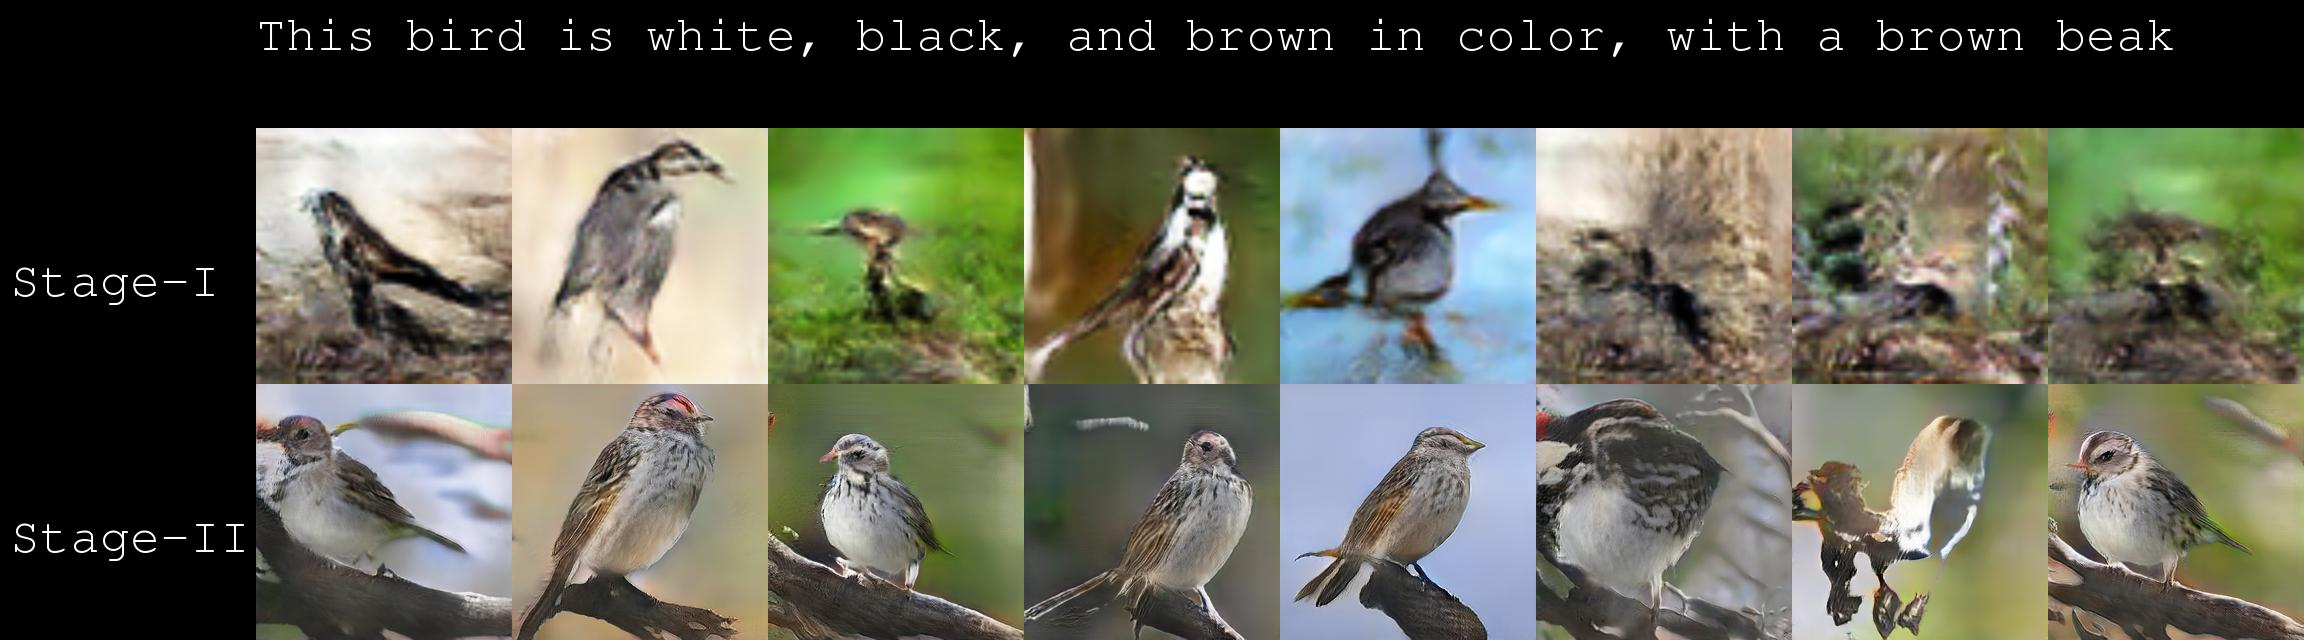 This bird is white, black, and brown in color, with a brown beak
Stage-I
Stage-II